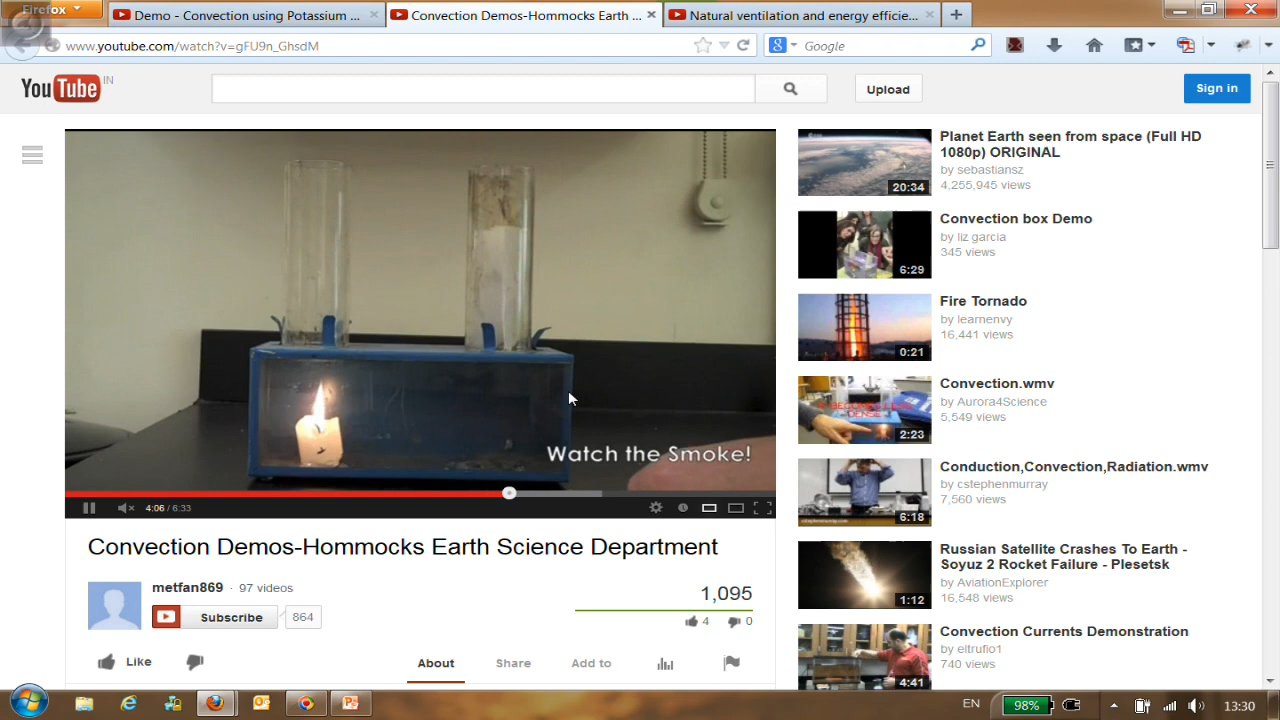 Firefox
Demo - Convection using Potassium ...
Convection Demos-Hommocks Earth ...
Natural ventilation and energy efficie...
www.youtube.com/watch?v=gFU9n_GhsdM
Google
YouTube IN
Upload
Sign in
Watch the Smoke!
4:06 / 6:33
Convection Demos-Hommocks Earth Science Department
metfan869 · 97 videos
Subscribe 864
1,095
4 0
Like
About Share Add to
Planet Earth seen from space (Full HD
1080p) ORIGINAL
by sebastiansz
4,255,945 views
20:34
Convection box Demo
by liz garcia
345 views
6:29
Fire Tornado
by learnenvy
16,441 views
0:21
Convection.wmv
by Aurora4Science
5,549 views
2:23
Conduction,Convection,Radiation.wmv
by cstephenmurray
7,560 views
6:18
Russian Satellite Crashes To Earth -
Soyuz 2 Rocket Failure - Plesetsk
by AviationExplorer
16,548 views
1:12
Convection Currents Demonstration
by eltrufio1
740 views
4:41
EN 98% 13:30